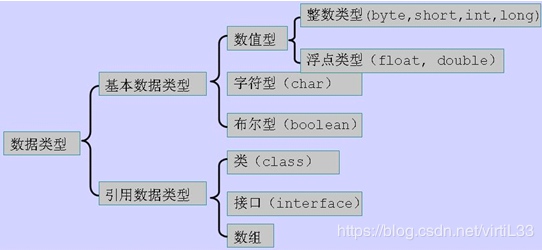 整数类型(byte,short,int,long)
数值型
浮点类型(float, double)
基本数据类型
字符型(char)
布尔型(boolean)
数据类型
类(class)
引用数据类型
接口(interface)
数组
https://blog.csdn.net/virtiL33